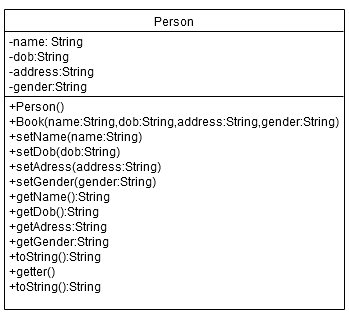 Person
-name: String
-dob:String
-address:String
-gender:String
+Person()
+Book(name:String,dob:String,address:String,gender:String)
+setName(name:String)
+setDob(dob:String)
+setAdress(address:String)
+setGender(gender:String)
+getName():String
+getDob():String
+getAdress:String
+getGender:String
+toString():String
+getter()
+toString():String